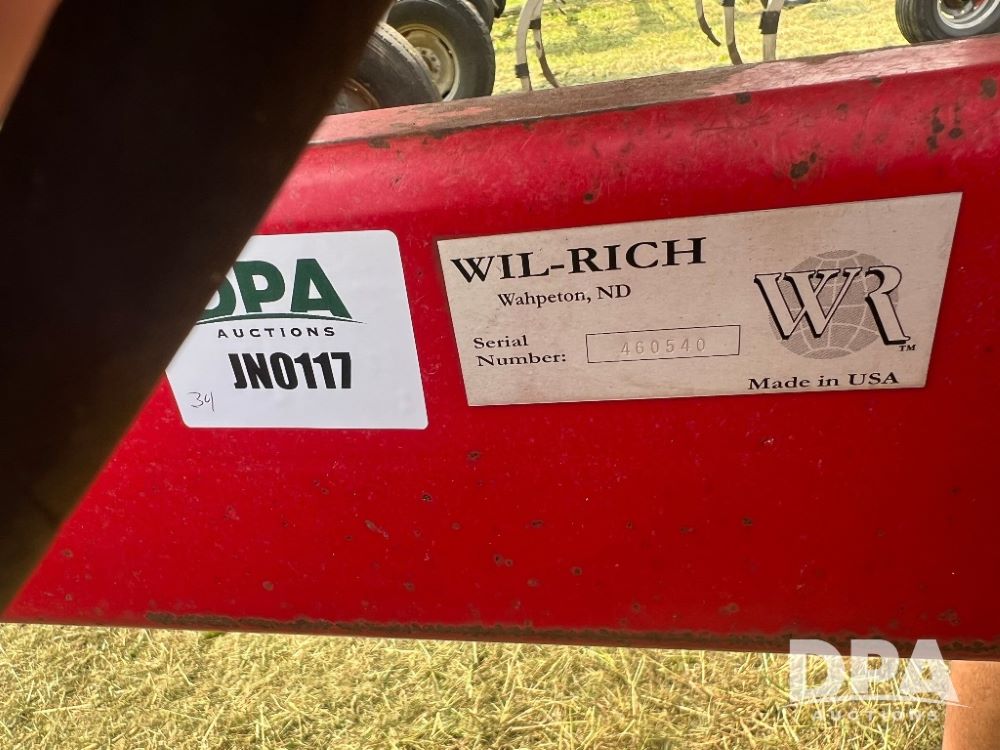 DPA
AUCTIONS
JN0117
34
WIL-RICH
Wahpeton, ND
Serial
Number: 460540
WR
TM
Made in USA
DPA
AUCTIONS